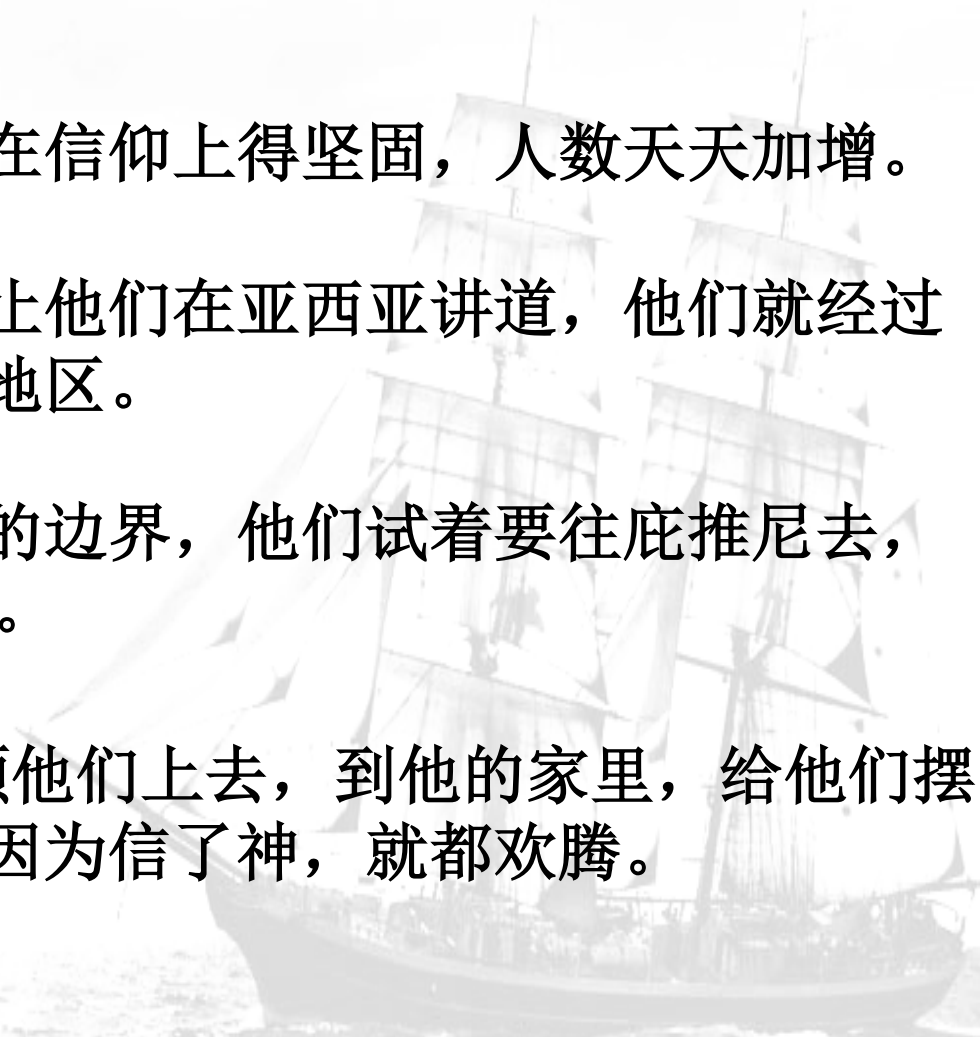 在信仰上得坚固，人数天天加增。
他们在亚西亚讲道，他们就经过
地区。
的边界，他们试着要往庇推尼去，
。
他们上去，到他的家里，给他们摆
因为信了神，就都欢腾。